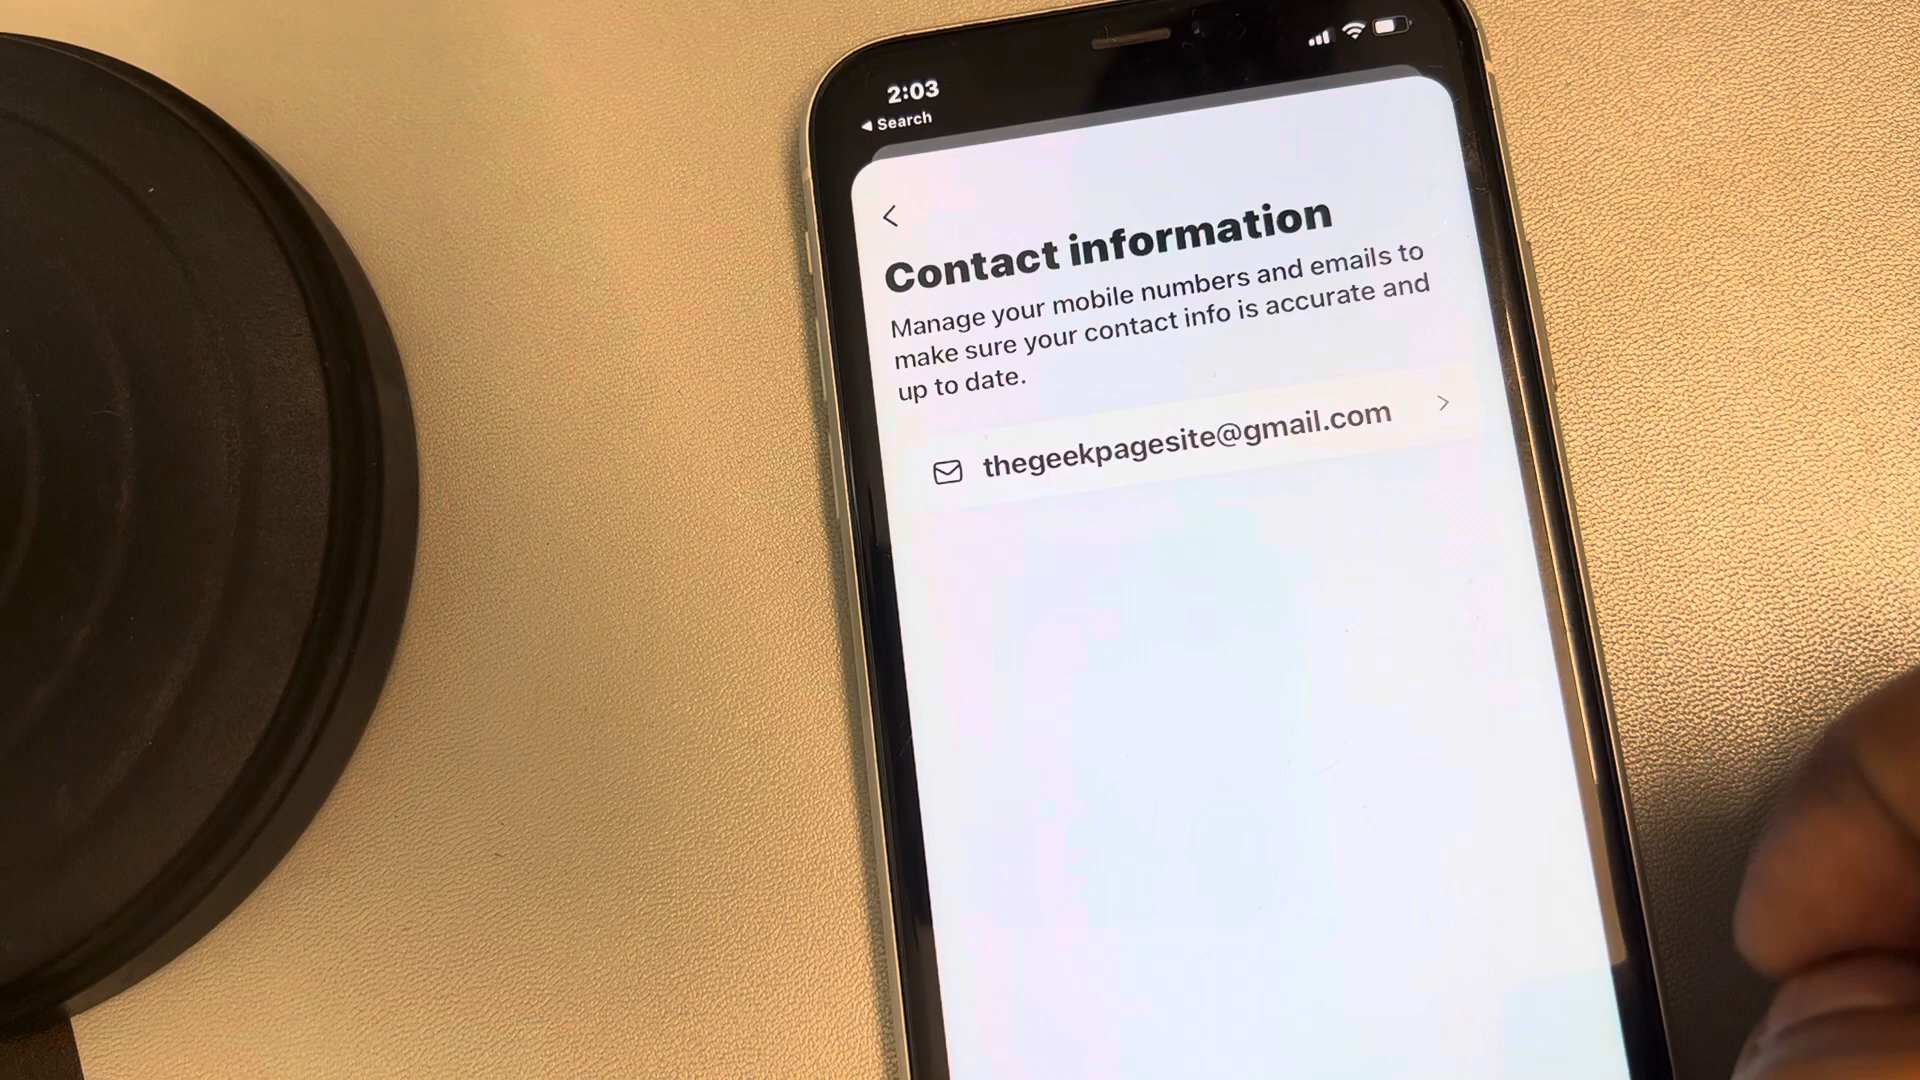 2:03
◀ Search
Contact information
Manage your mobile numbers and emails to
make sure your contact info is accurate and
up to date.
thegeekpagesite@gmail.com